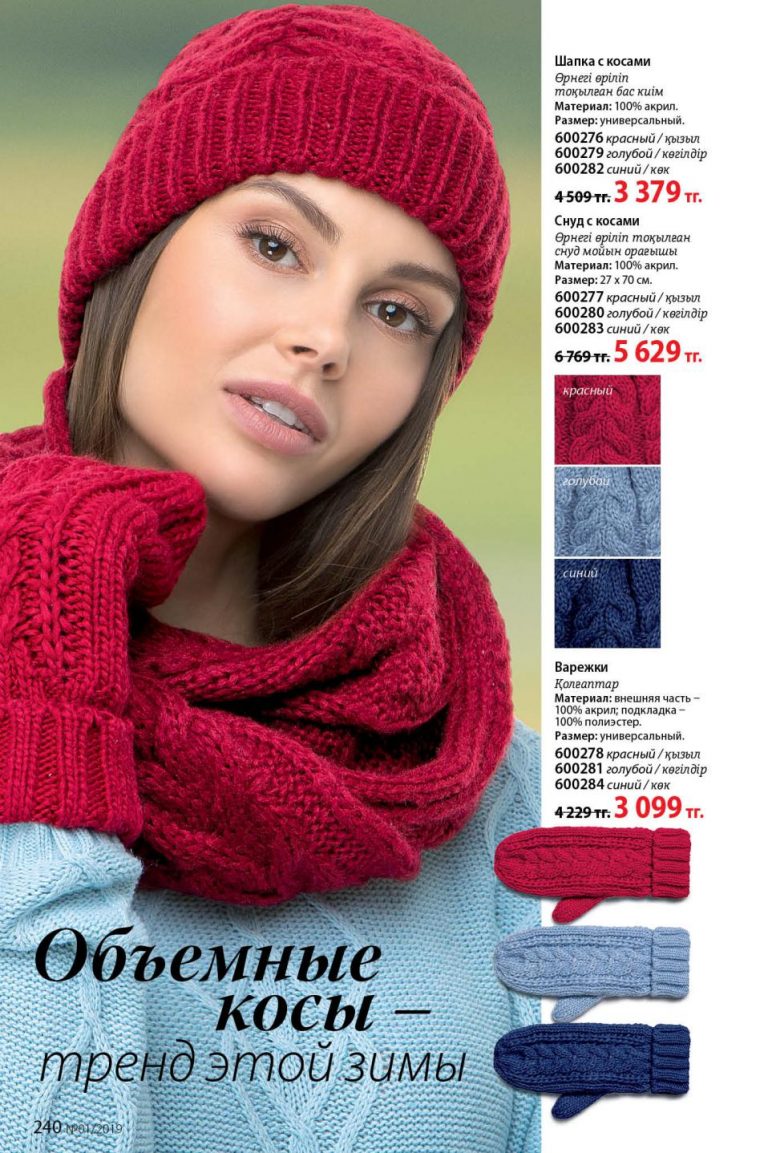 Шапка с косами
Өрнегі өріліп
тоқылған бас киім
Материал: 100% акрил.
Размер: универсальный.
600276 красный / қызыл
600279 голубой / көгілдір
600282 синий / көк
4 509 тг. 3 379 тг.
Снуд с косами
Өрнегі өріліп тоқылған
снуд мойын орағышы
Материал: 100% акрил.
Размер: 27 х 70 см.
600277 красный / қызыл
600280 голубой / көгілдір
600283 синий / көк
6 769 тг. 5 629 тг.
красный
голубой
синий
Варежки
Қолғаптар
Материал: внешняя часть –
100% акрил; подкладка –
100% полиэстер.
Размер: универсальный.
600278 красный / қызыл
600281 голубой / көгілдір
600284 синий / көк
4 229 тг. 3 099 тг.
Объемные
косы –
тренд этой зимы
240 №01/2019